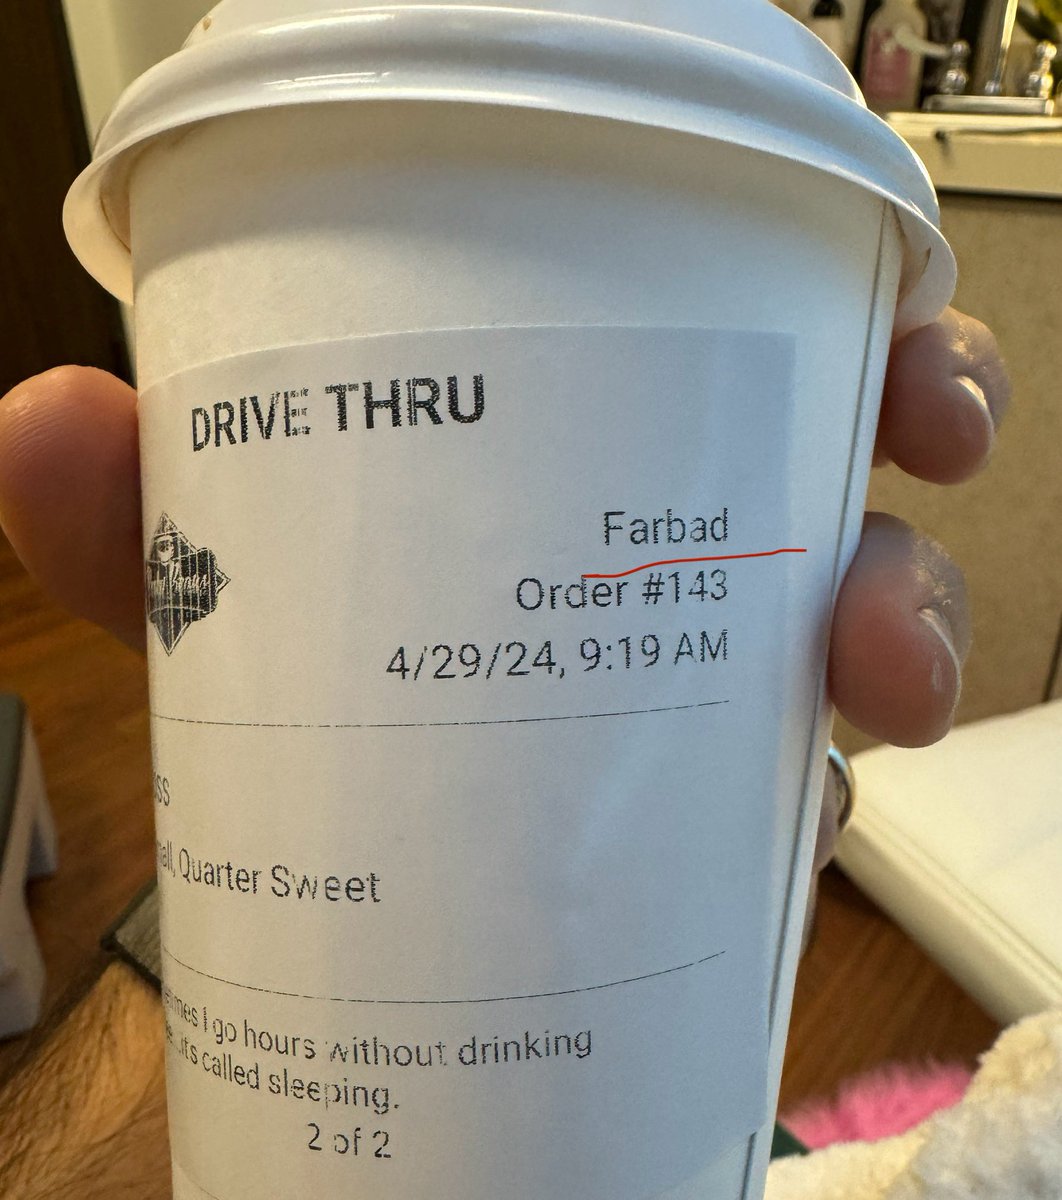 DRIVE THRU
Farbad
Order #143
4/29/24, 9:19 AM
Quarter Sweet
I go hours without drinking
it's called sleeping.
2 of 2